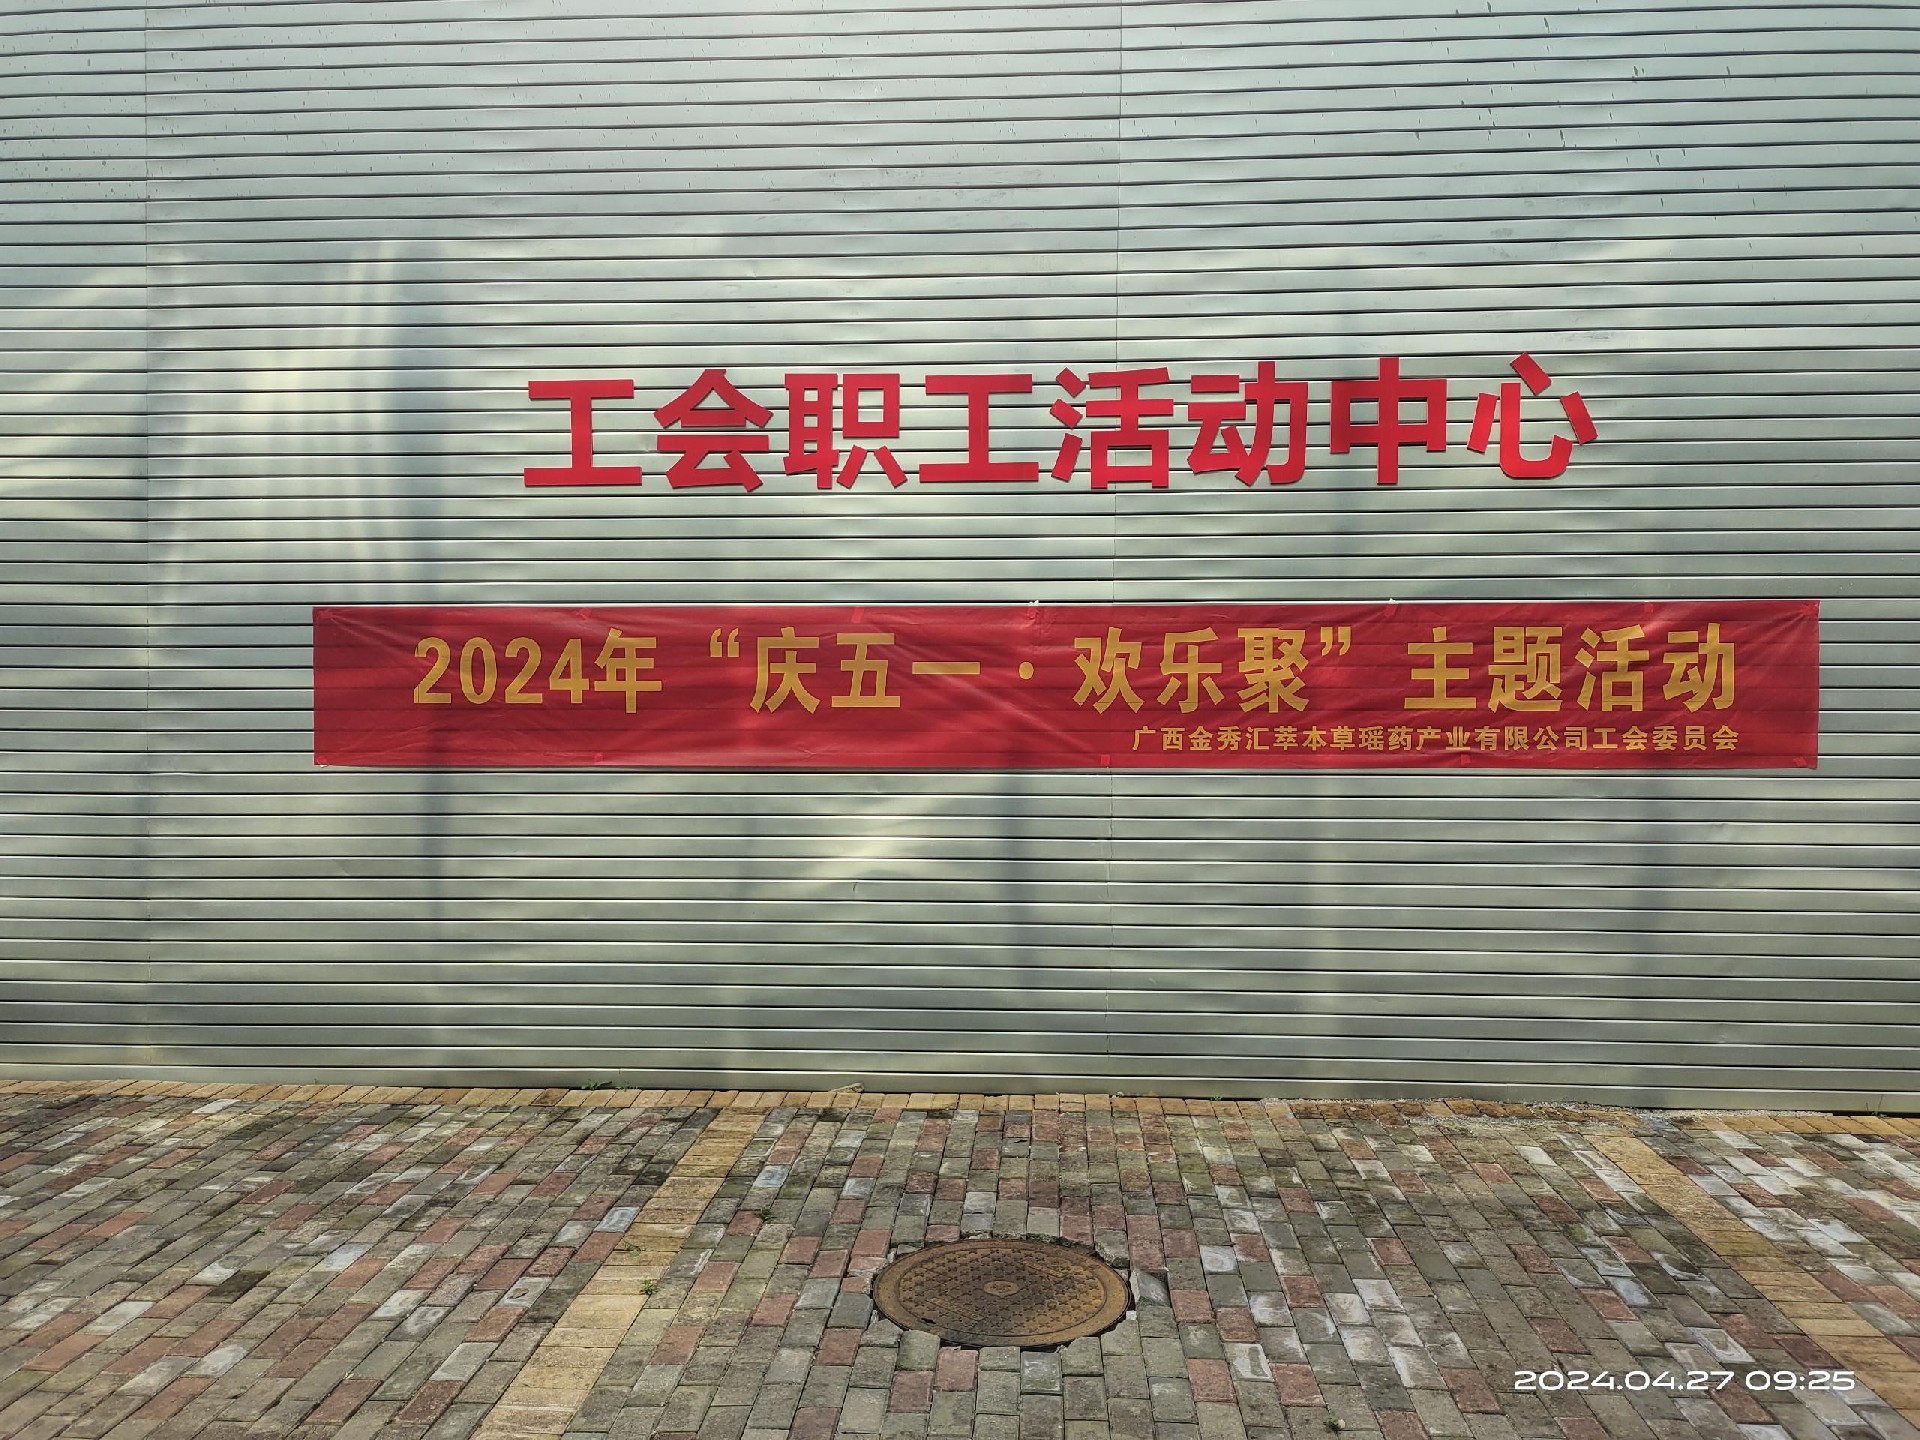 工会职工活动中心
2024年“庆五一·欢乐聚”主题活动
广西金秀汇萃本草瑶药产业有限公司工会委员会
2024.04.27 09:25